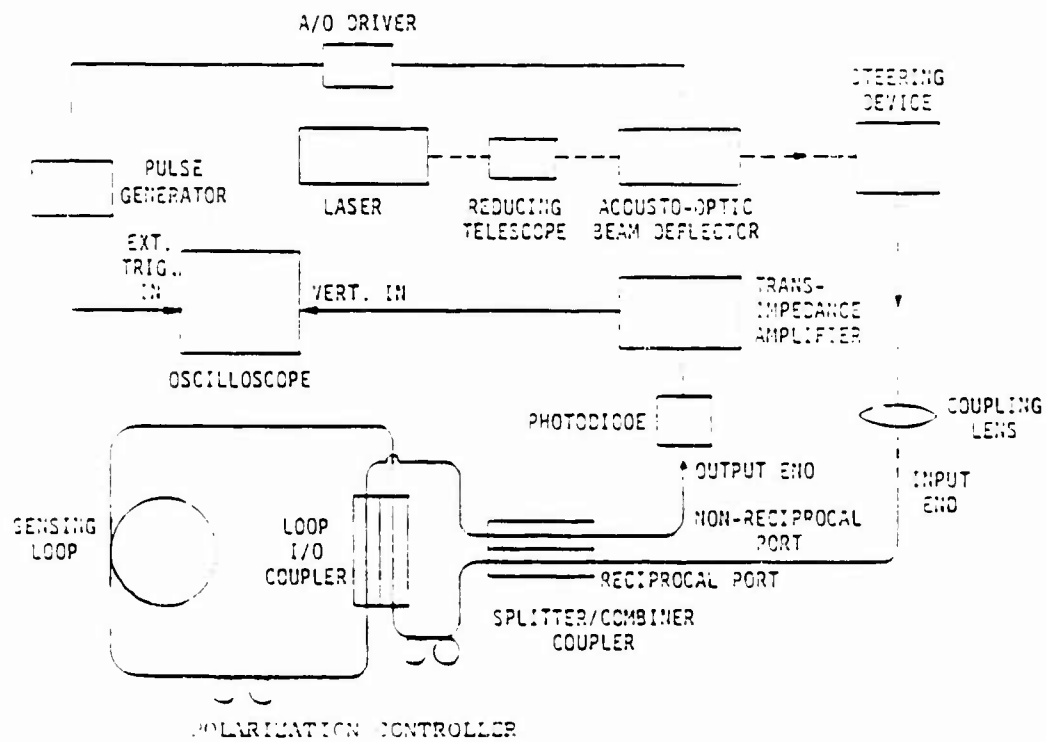 A/O DRIVER
STEERING
DEVICE
PULSE
GENERATOR
LASER
REDUCING
TELESCOPE
ACOUSTO-OPTIC
BEAM DEFLECTOR
EXT.
TRIG.
IN
VERT. IN
TRANS-
IMPEDANCE
AMPLIFIER
OSCILLOSCOPE
PHOTODIODE
COUPLING
LENS
OUTPUT END
INPUT
END
SENSING
LOOP
LOOP
I/O
COUPLER
NON-RECIPROCAL
PORT
RECIPROCAL PORT
SPLITTER/COMBINER
COUPLER
POLARIZATION CONTROLLER